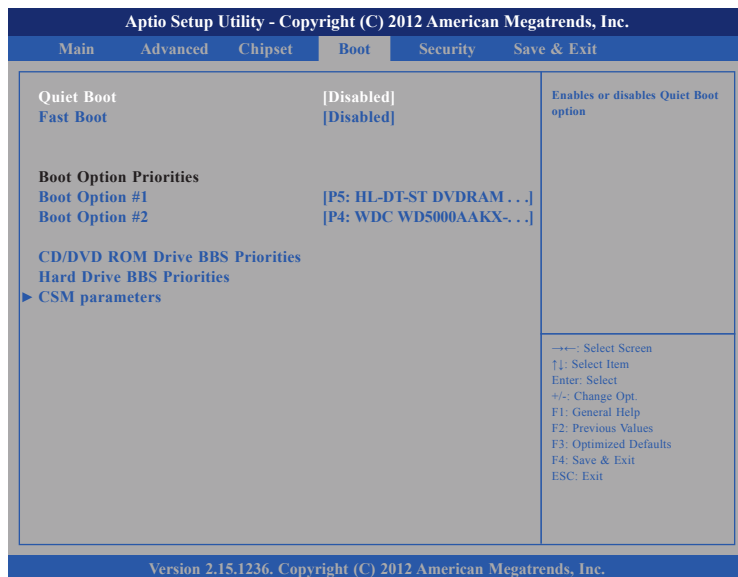 Aptio Setup Utility - Copyright (C) 2012 American Megatrends, Inc.
Main Advanced Chipset Boot Security Save & Exit
Quiet Boot [Disabled]
Fast Boot [Disabled]
Boot Option Priorities
Boot Option #1 [P5: HL-DT-ST DVDRAM . . .]
Boot Option #2 [P4: WDC WD5000AAKX-. . .]
CD/DVD ROM Drive BBS Priorities
Hard Drive BBS Priorities
▶ CSM parameters
Enables or disables Quiet Boot
option
→←: Select Screen
↑↓: Select Item
Enter: Select
+/-: Change Opt.
F1: General Help
F2: Previous Values
F3: Optimized Defaults
F4: Save & Exit
ESC: Exit
Version 2.15.1236. Copyright (C) 2012 American Megatrends, Inc.